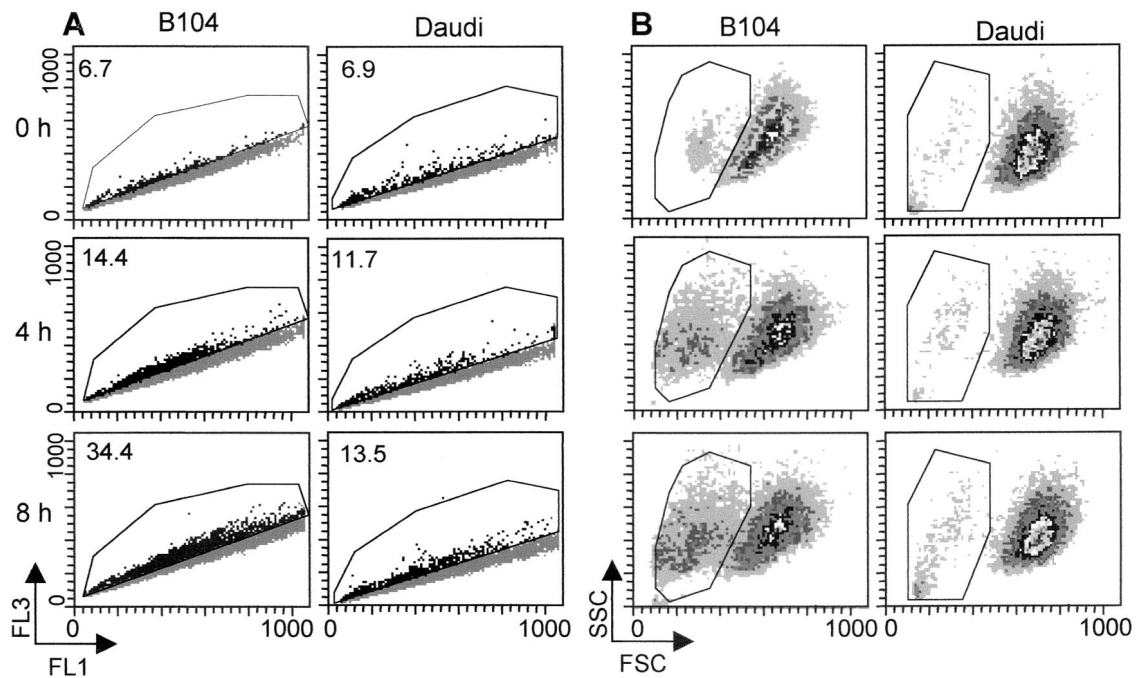 A B104 Daudi
B B104 Daudi
0 h
1000
0
6.7
6.9
4 h
1000
0
14.4
11.7
8 h
1000
0
34.4
13.5
FL3
FL1
0 1000 0 1000
SSC
FSC
0 1000 0 1000